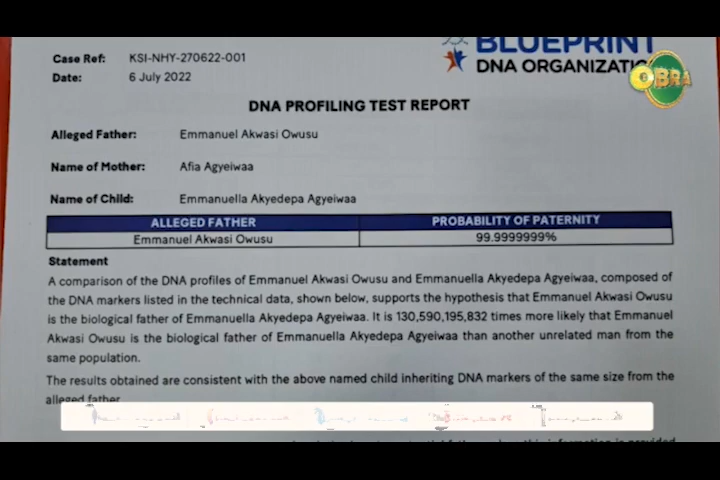 BLUEPRINT
Case Ref: KSI-NHY-270622-001
DNA ORGANIZATIO
OBRA
Date: 6 July 2022
DNA PROFILING TEST REPORT
Alleged Father: Emmanuel Akwasi Owusu
Name of Mother: Afia Agyeiwaa
Name of Child: Emmanuella Akyedepa Agyeiwaa
ALLEGED FATHER PROBABILITY OF PATERNITY
Emmanuel Akwasi Owusu 99.9999999%
Statement
A comparison of the DNA profiles of Emmanuel Akwasi Owusu and Emmanuella Akyedepa Agyeiwaa, composed of
the DNA markers listed in the technical data, shown below, supports the hypothesis that Emmanuel Akwasi Owusu
is the biological father of Emmanuella Akyedepa Agyeiwaa. It is 130,590,195,832 times more likely that Emmanuel
Akwasi Owusu is the biological father of Emmanuella Akyedepa Agyeiwaa than another unrelated man from the
same population.
The results obtained are consistent with the above named child inheriting DNA markers of the same size from the
alleged father